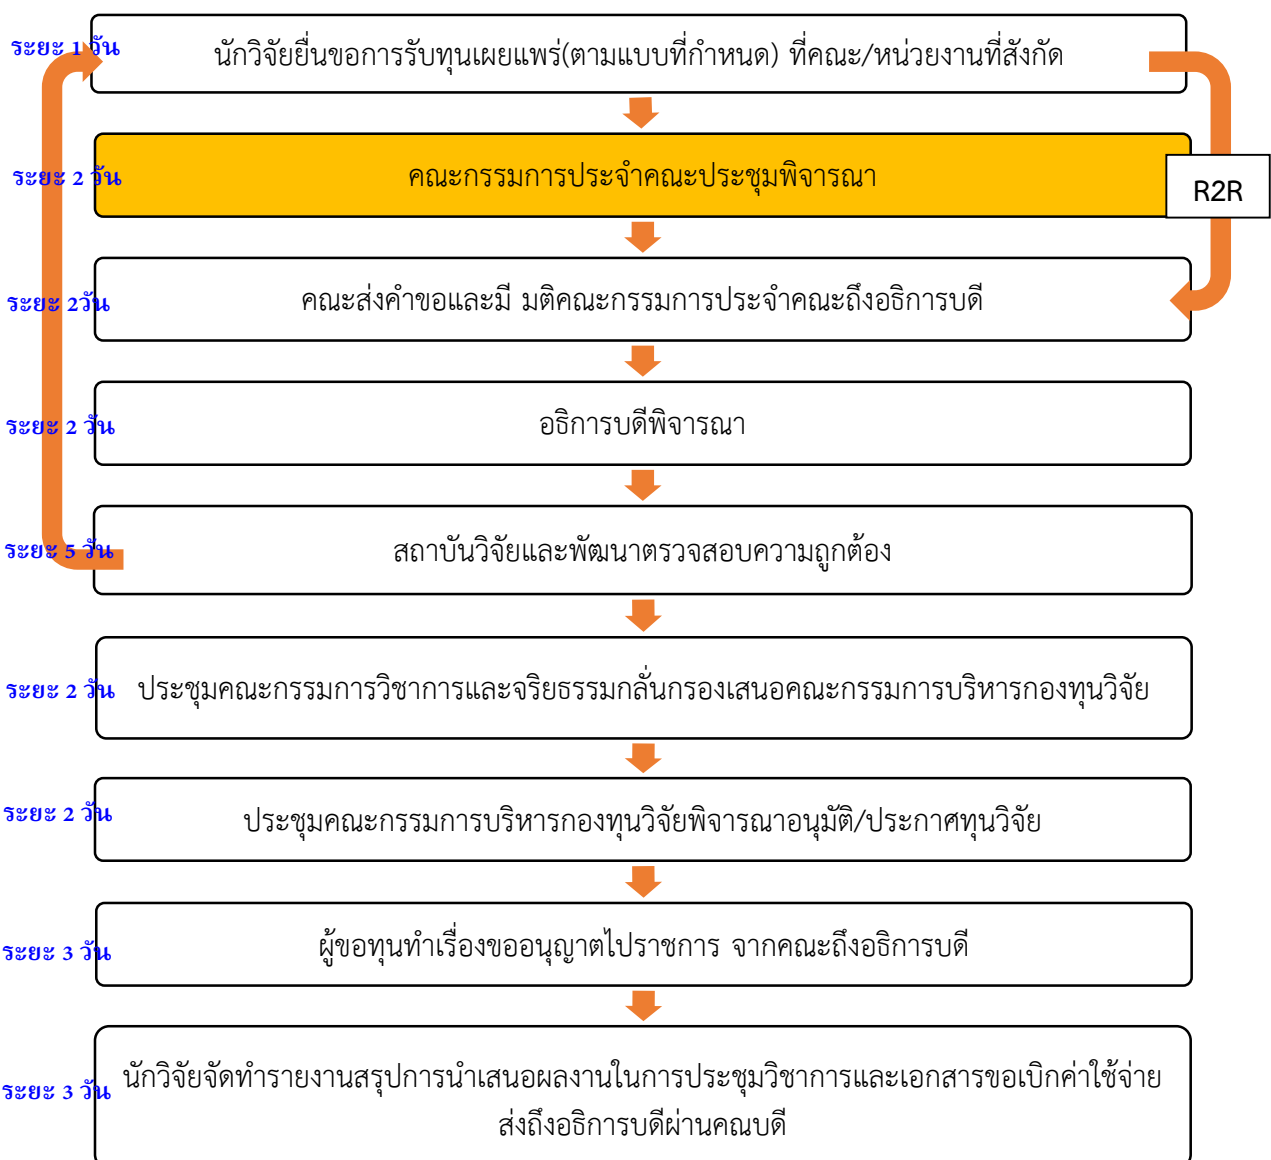 ระยะ 1 วัน
นักวิจัยยื่นขอการรับทุนเผยแพร่(ตามแบบที่กำหนด) ที่คณะ/หน่วยงานที่สังกัด
ระยะ 2 วัน
คณะกรรมการประจำคณะประชุมพิจารณา
R2R
ระยะ 2วัน
คณะส่งคำขอและมี มติคณะกรรมการประจำคณะถึงอธิการบดี
ระยะ 2 วัน
อธิการบดีพิจารณา
ระยะ 5 วัน
สถาบันวิจัยและพัฒนาตรวจสอบความถูกต้อง
ระยะ 2 วัน
ประชุมคณะกรรมการวิชาการและจริยธรรมกลั่นกรองเสนอคณะกรรมการบริหารกองทุนวิจัย
ระยะ 2 วัน
ประชุมคณะกรรมการบริหารกองทุนวิจัยพิจารณาอนุมัติ/ประกาศทุนวิจัย
ระยะ 3 วัน
ผู้ขอทุนทำเรื่องขออนุญาตไปราชการ จากคณะถึงอธิการบดี
ระยะ 3 วัน
นักวิจัยจัดทำรายงานสรุปการนำเสนอผลงานในการประชุมวิชาการและเอกสารขอเบิกค่าใช้จ่าย
ส่งถึงอธิการบดีผ่านคณบดี